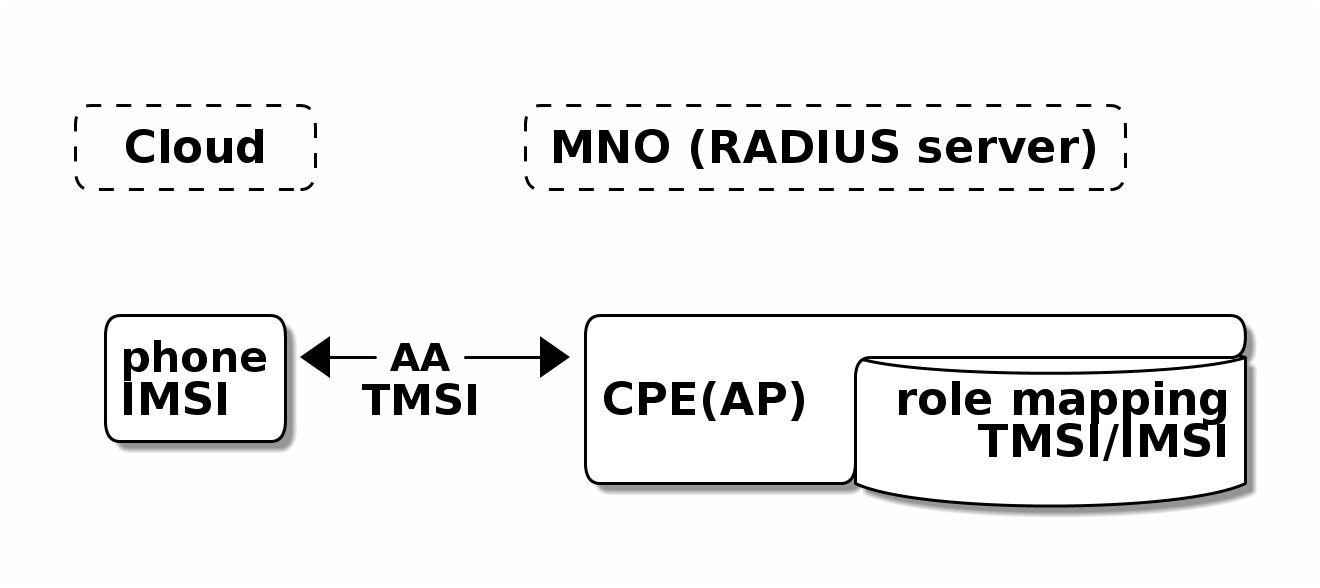 Cloud
MNO (RADIUS server)
phone
IMSI
AA
TMSI
CPE(AP)
role mapping
TMSI/IMSI